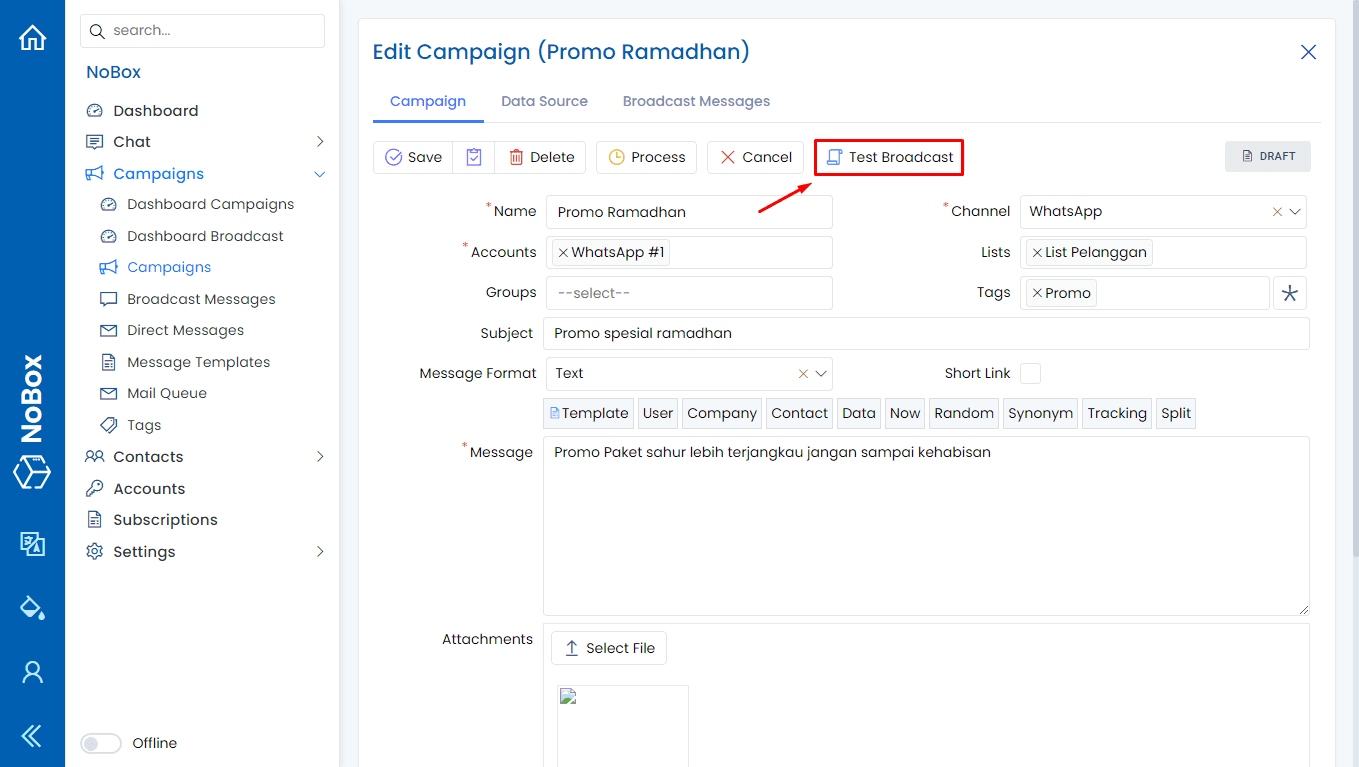 search...
NoBox
Dashboard
Chat
Campaigns
Dashboard Campaigns
Dashboard Broadcast
Campaigns
Broadcast Messages
Direct Messages
Message Templates
Mail Queue
Tags
Contacts
Accounts
Subscriptions
Settings
Offline
NoBox
Edit Campaign (Promo Ramadhan)
Campaign Data Source Broadcast Messages
Save Delete Process Cancel Test Broadcast DRAFT
*Name Promo Ramadhan *Channel WhatsApp
*Accounts WhatsApp #1 Lists List Pelanggan
Groups --select-- Tags Promo
Subject Promo spesial ramadhan
Message Format Text Short Link
Template User Company Contact Data Now Random Synonym Tracking Split
*Message Promo Paket sahur lebih terjangkau jangan sampai kehabisan
Attachments Select File